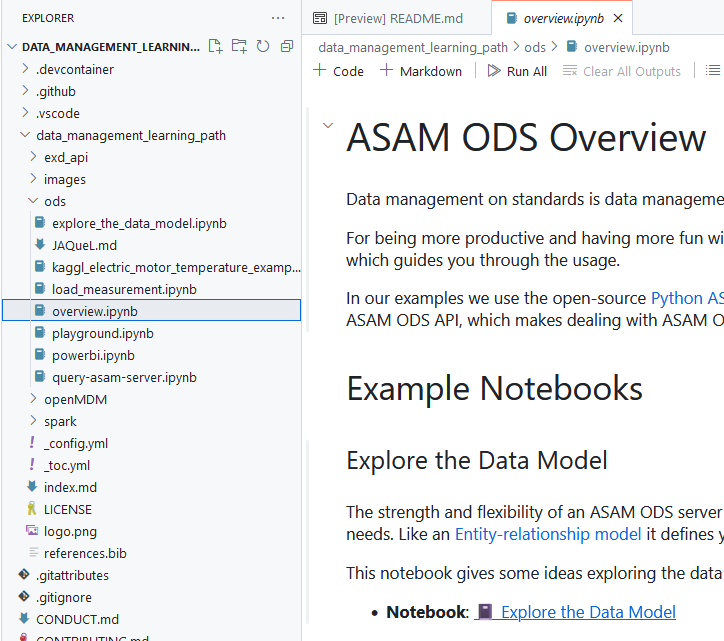 EXPLORER
DATA_MANAGEMENT_LEARNIN...
.devcontainer
.github
.vscode
data_management_learning_path
exd_api
images
ods
explore_the_data_model.ipynb
JAQueL.md
kaggl_electric_motor_temperature_examp...
load_measurement.ipynb
overview.ipynb
playground.ipynb
powerbi.ipynb
query-asam-server.ipynb
openMDM
spark
_config.yml
_toc.yml
index.md
LICENSE
logo.png
references.bib
.gitattributes
.gitignore
CONDUCT.md
CONTRIBUTING.md
[Preview] README.md
overview.ipynb
data_management_learning_path > ods > overview.ipynb
+ Code + Markdown Run All Clear All Outputs
ASAM ODS Overview
Data management on standards is data manageme
For being more productive and having more fun wi
which guides you through the usage.
In our examples we use the open-source Python AS
ASAM ODS API, which makes dealing with ASAM O
Example Notebooks
Explore the Data Model
The strength and flexibility of an ASAM ODS server
needs. Like an Entity-relationship model it defines y
This notebook gives some ideas exploring the data
• Notebook: Explore the Data Model